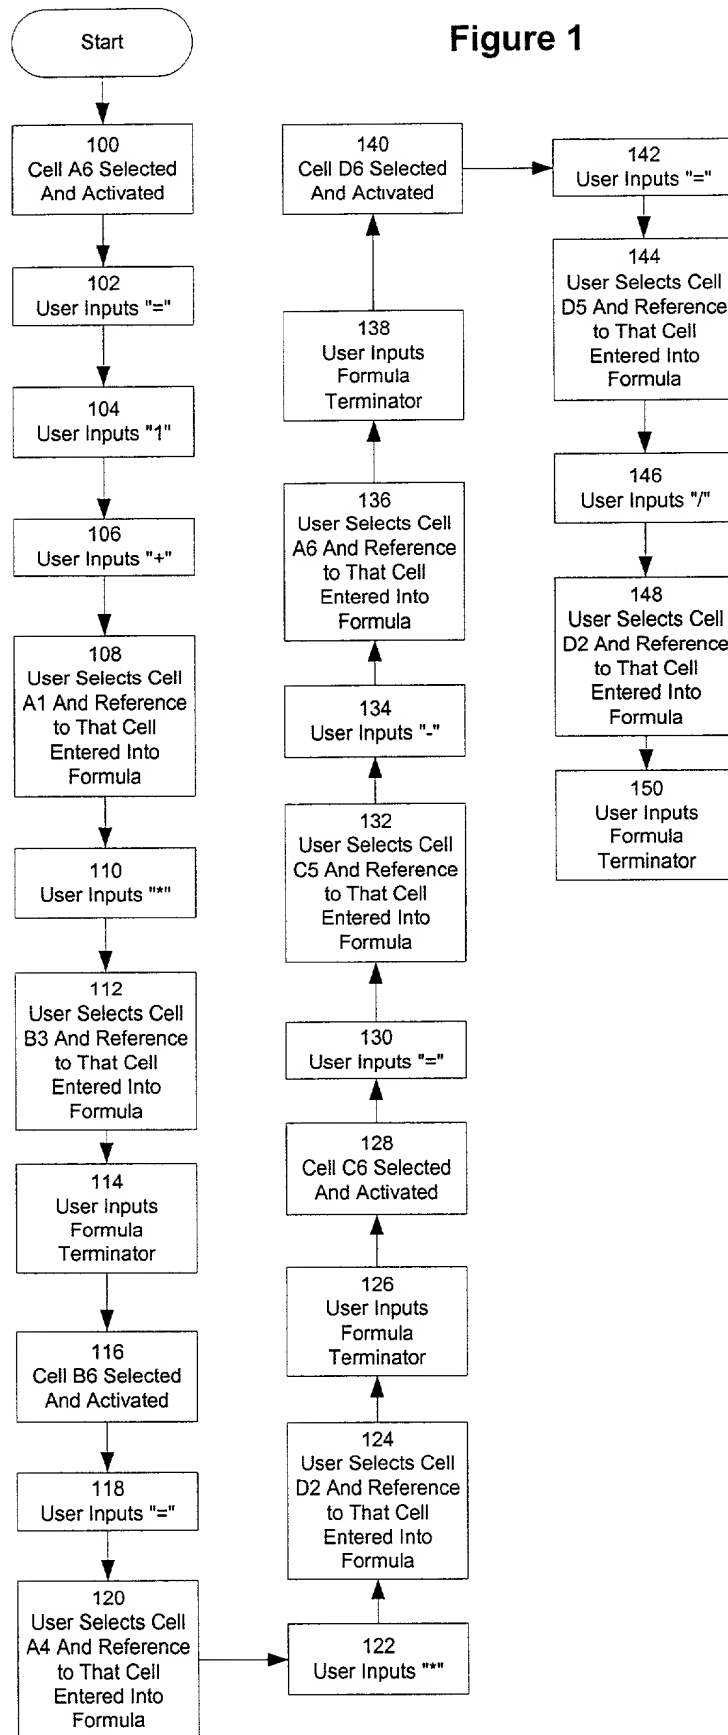 Figure 1
Start
100
Cell A6 Selected
And Activated
102
User Inputs "="
104
User Inputs "1"
106
User Inputs "+"
108
User Selects Cell
A1 And Reference
to That Cell
Entered Into
Formula
110
User Inputs "*"
112
User Selects Cell
B3 And Reference
to That Cell
Entered Into
Formula
114
User Inputs
Formula
Terminator
116
Cell B6 Selected
And Activated
118
User Inputs "="
120
User Selects Cell
A4 And Reference
to That Cell
Entered Into
Formula
122
User Inputs "*"
124
User Selects Cell
D2 And Reference
to That Cell
Entered Into
Formula
126
User Inputs
Formula
Terminator
128
Cell C6 Selected
And Activated
130
User Inputs "="
132
User Selects Cell
C5 And Reference
to That Cell
Entered Into
Formula
134
User Inputs "-"
136
User Selects Cell
A6 And Reference
to That Cell
Entered Into
Formula
138
User Inputs
Formula
Terminator
140
Cell D6 Selected
And Activated
142
User Inputs "="
144
User Selects Cell
D5 And Reference
to That Cell
Entered Into
Formula
146
User Inputs "/"
148
User Selects Cell
D2 And Reference
to That Cell
Entered Into
Formula
150
User Inputs
Formula
Terminator